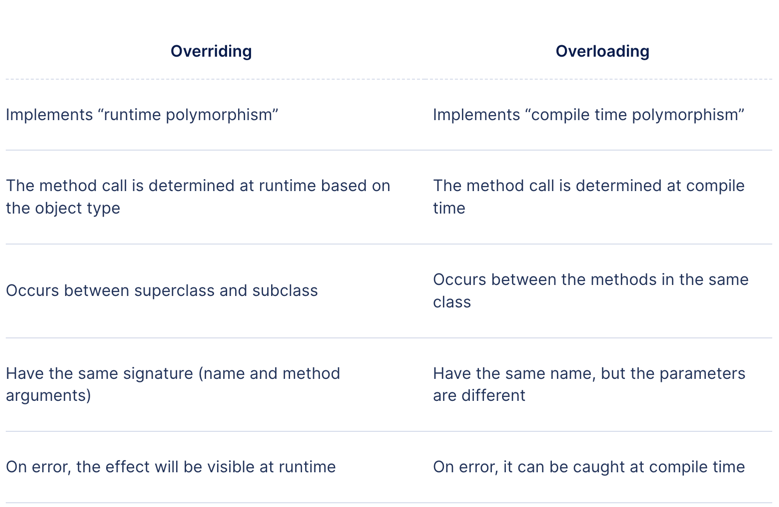 Overriding
Overloading
Implements “runtime polymorphism”
Implements “compile time polymorphism”
The method call is determined at runtime based on
the object type
The method call is determined at compile
time
Occurs between superclass and subclass
Occurs between the methods in the same
class
Have the same signature (name and method
arguments)
Have the same name, but the parameters
are different
On error, the effect will be visible at runtime
On error, it can be caught at compile time